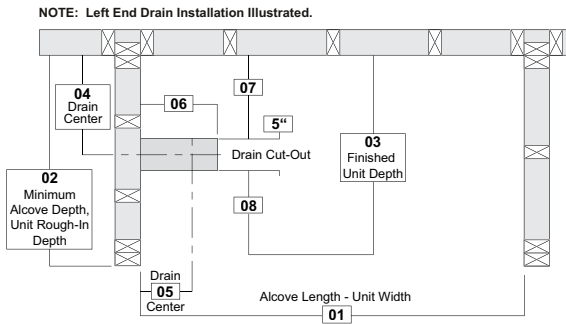 NOTE: Left End Drain Installation Illustrated.
04
Drain
Center
06
07
5"
02
Minimum
Alcove Depth,
Unit Rough-In
Depth
Drain Cut-Out
03
Finished
Unit Depth
08
Drain
05
Center
Alcove Length - Unit Width
01